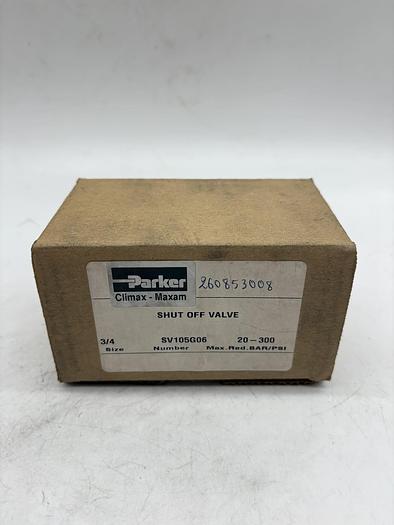 Parker 260853008
Climax - Maxam
SHUT OFF VALVE
3/4 SV105G06 20-300
Size Number Max.Red.BAR/PSI